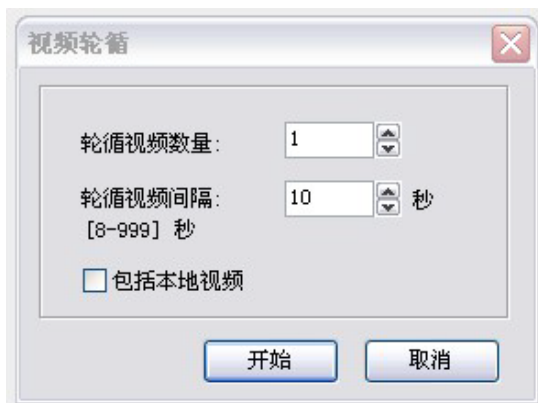 视频轮循
轮循视频数量: 1
轮循视频间隔: 10 秒
[8-999] 秒
包括本地视频
开始 取消